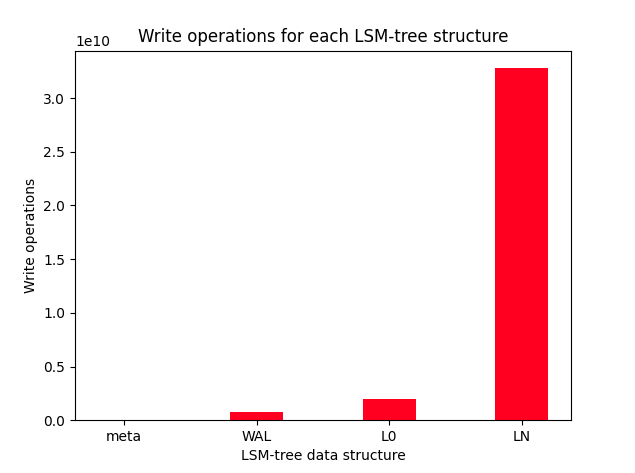 Write operations for each LSM-tree structure
1e10
Write operations
3.0
2.5
2.0
1.5
1.0
0.5
0.0
meta WAL L0 LN
LSM-tree data structure